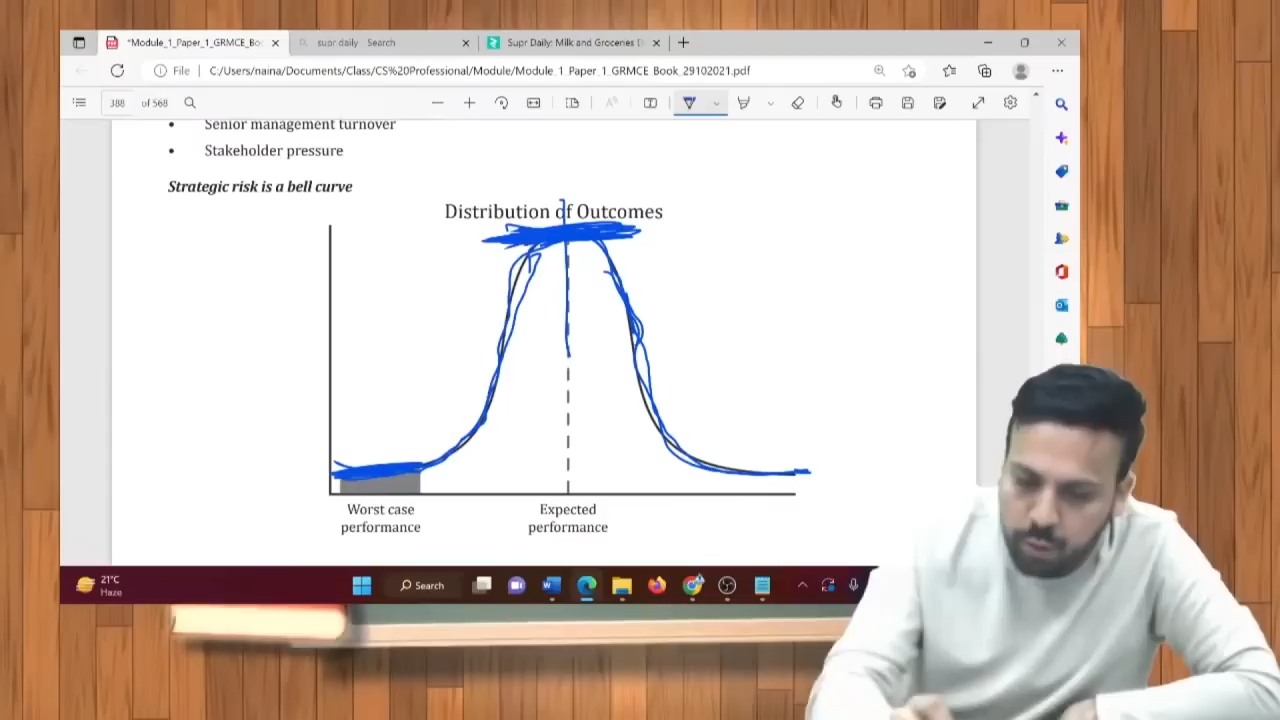 *Module_1_Paper_1_GRMCE_Bo
supr daily Search
Supr Daily: Milk and Groceries D
File
C:/Users/naina/Documents/Class/CS%20Professional/Module/Module_1_Paper_1_GRMCE_Book_29102021.pdf
388 of 568
• Senior management turnover
• Stakeholder pressure
Strategic risk is a bell curve
Distribution of Outcomes
Worst case
performance
Expected
performance
21°C
Haze
Search